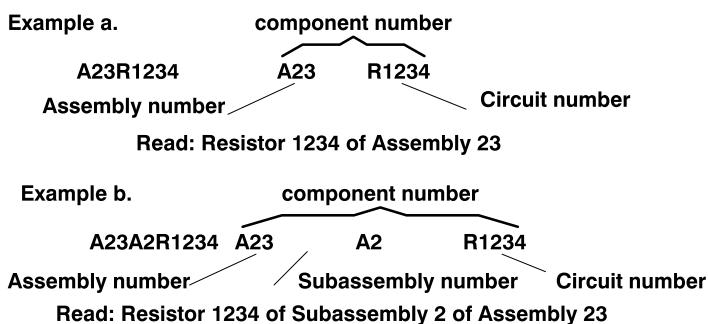 Example a. component number
A23R1234 A23 R1234
Assembly number Circuit number
Read: Resistor 1234 of Assembly 23
Example b. component number
A23A2R1234 A23 A2 R1234
Assembly number Subassembly number Circuit number
Read: Resistor 1234 of Subassembly 2 of Assembly 23